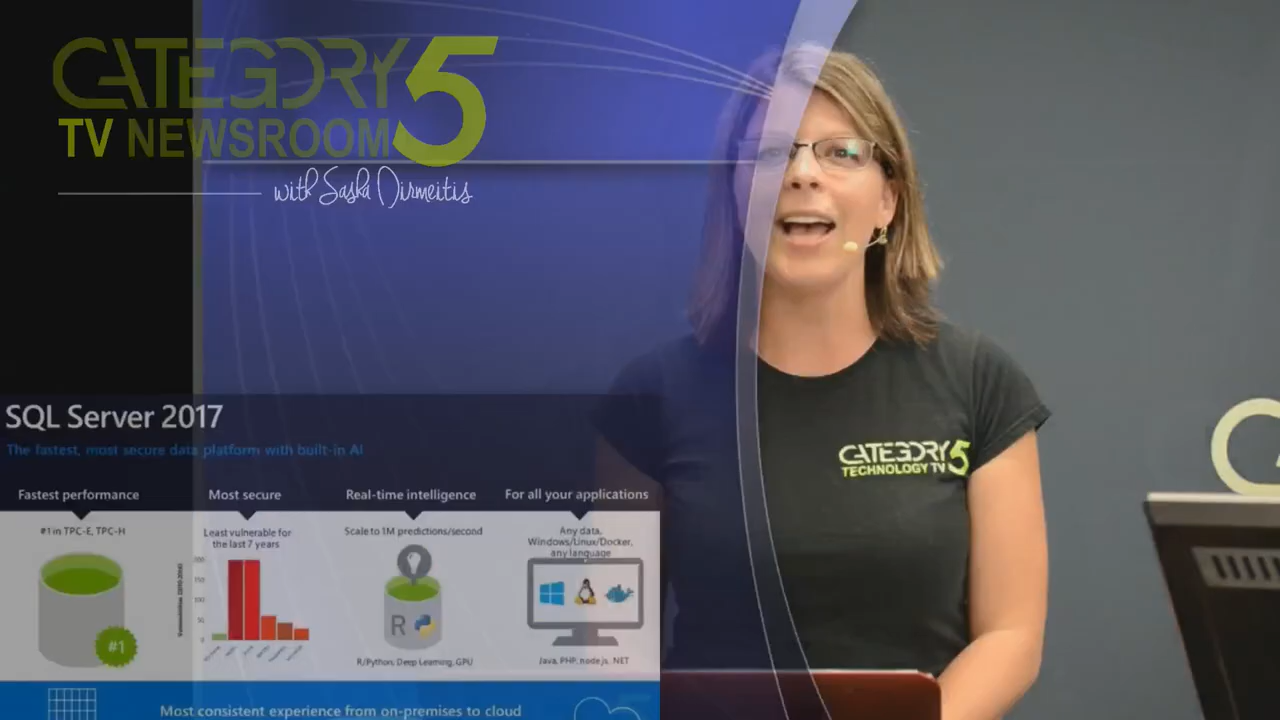 CATEGORY 5
TV NEWSROOM
with Sasha Dirmeitis
SQL Server 2017
The fastest, most secure data platform with built-in AI
Fastest performance
Most secure
Real-time intelligence
For all your applications
#1 in TPC-E, TPC-H
Least vulnerable for
the last 7 years
Scale to 1M predictions/second
Any data,
Windows/Linux/Docker,
any language
#1
R
R/Python, Deep Learning, GPU
Java, PHP, node.js, .NET
Most consistent experience from on-premises to cloud
CATEGORY5
TECHNOLOGY TV